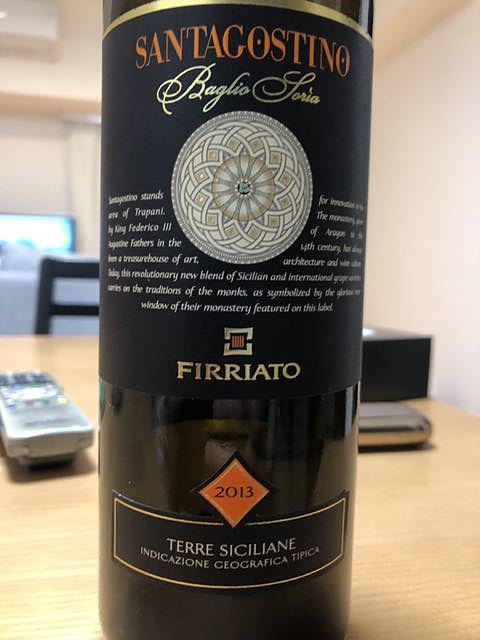 SANTAGOSTINO
Baglio Sorìa
Santagostino stands for innovation
area of Trapani. The monastery,
by King Federico III of Aragon to the
Augustine Fathers in the 14th century, has always
been a treasurehouse of art, architecture and wine culture
Today, this revolutionary new blend of Sicilian and international grape
carries on the traditions of the monks, as symbolized by the glorious
window of their monastery featured on this label.
FIRRIATO
2013
TERRE SICILIANE
INDICAZIONE GEOGRAFICA TIPICA